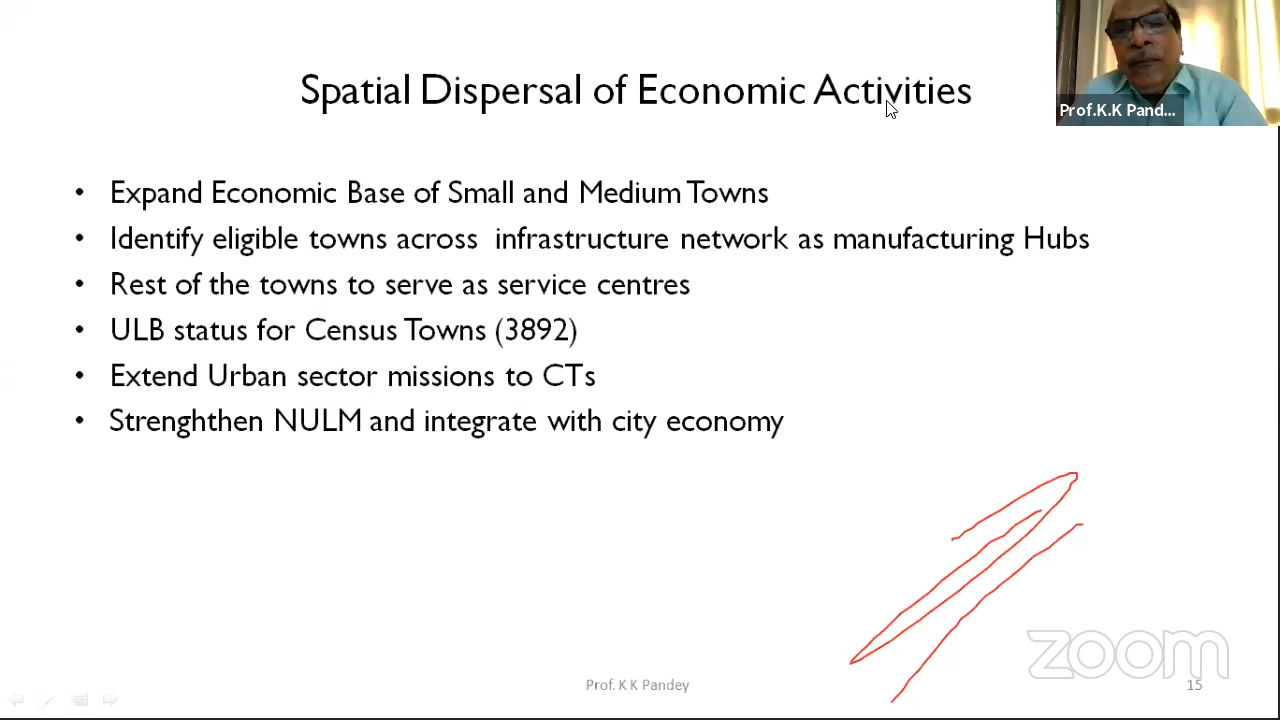 Spatial Dispersal of Economic Activities
Prof.K.K Pand...
• Expand Economic Base of Small and Medium Towns
• Identify eligible towns across infrastructure network as manufacturing Hubs
• Rest of the towns to serve as service centres
• ULB status for Census Towns (3892)
• Extend Urban sector missions to CTs
• Strenghthen NULM and integrate with city economy
zoom
Prof. K K Pandey
15